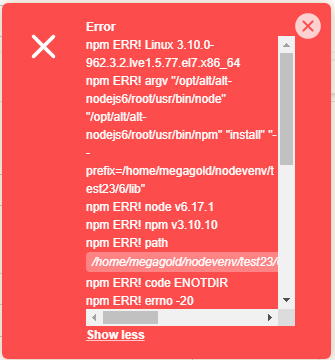 Error
npm ERR! Linux 3.10.0-
962.3.2.lve1.5.77.el7.x86_64
npm ERR! argv "/opt/alt/alt-
nodejs6/root/usr/bin/node"
"/opt/alt/alt-
nodejs6/root/usr/bin/npm" "install" "-
-
prefix=/home/megagold/nodevenv/t
est23/6/lib"
npm ERR! node v6.17.1
npm ERR! npm v3.10.10
npm ERR! path
/home/megagold/nodevenv/test23/
npm ERR! code ENOTDIR
npm ERR! errno -20
Show less